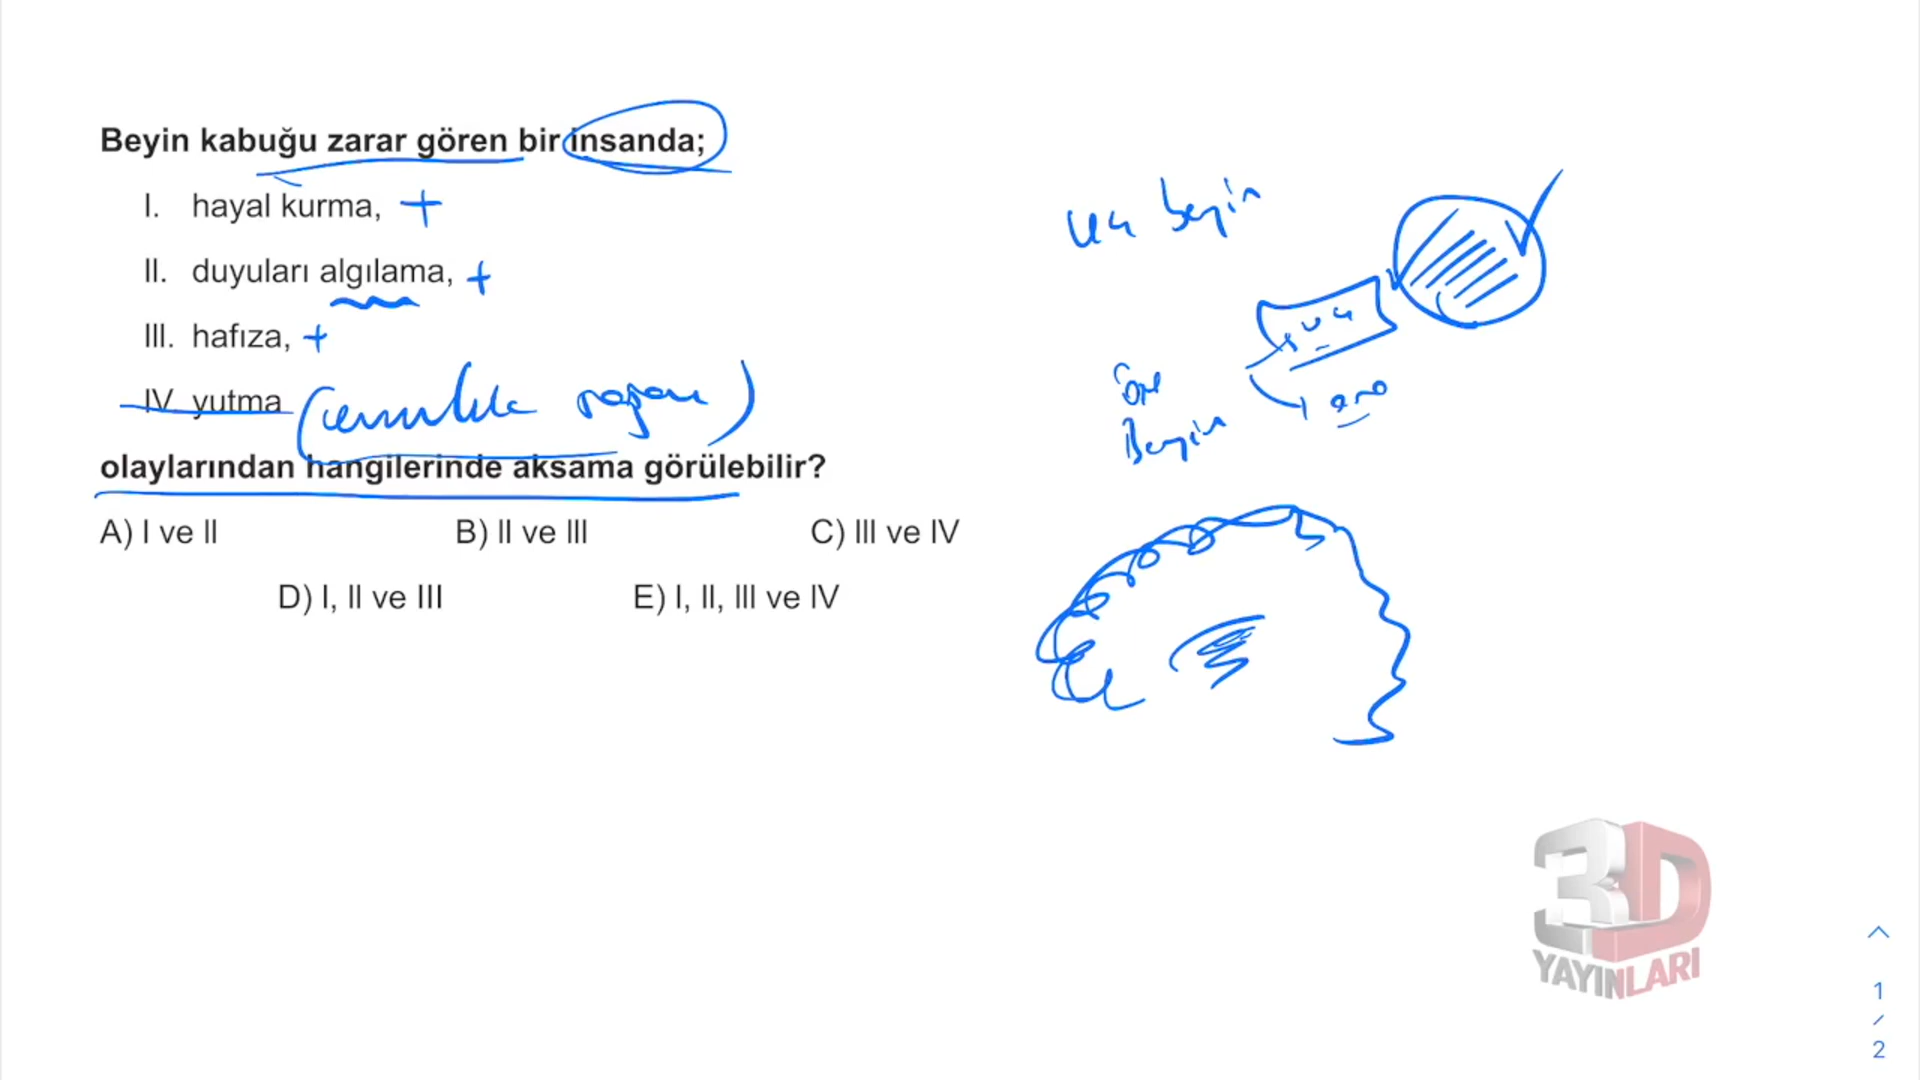 Beyin kabuğu zarar gören bir insanda;
I. hayal kurma, +
II. duyuları algılama, +
III. hafıza, +
IV yutma
olaylarından hangilerinde aksama görülebilir?
A) I ve II B) II ve III C) III ve IV
D) I, II ve III E) I, II, III ve IV
uç beyin
uç
ara
ön
Beyin
3D
YAYINLARI
1
/
2